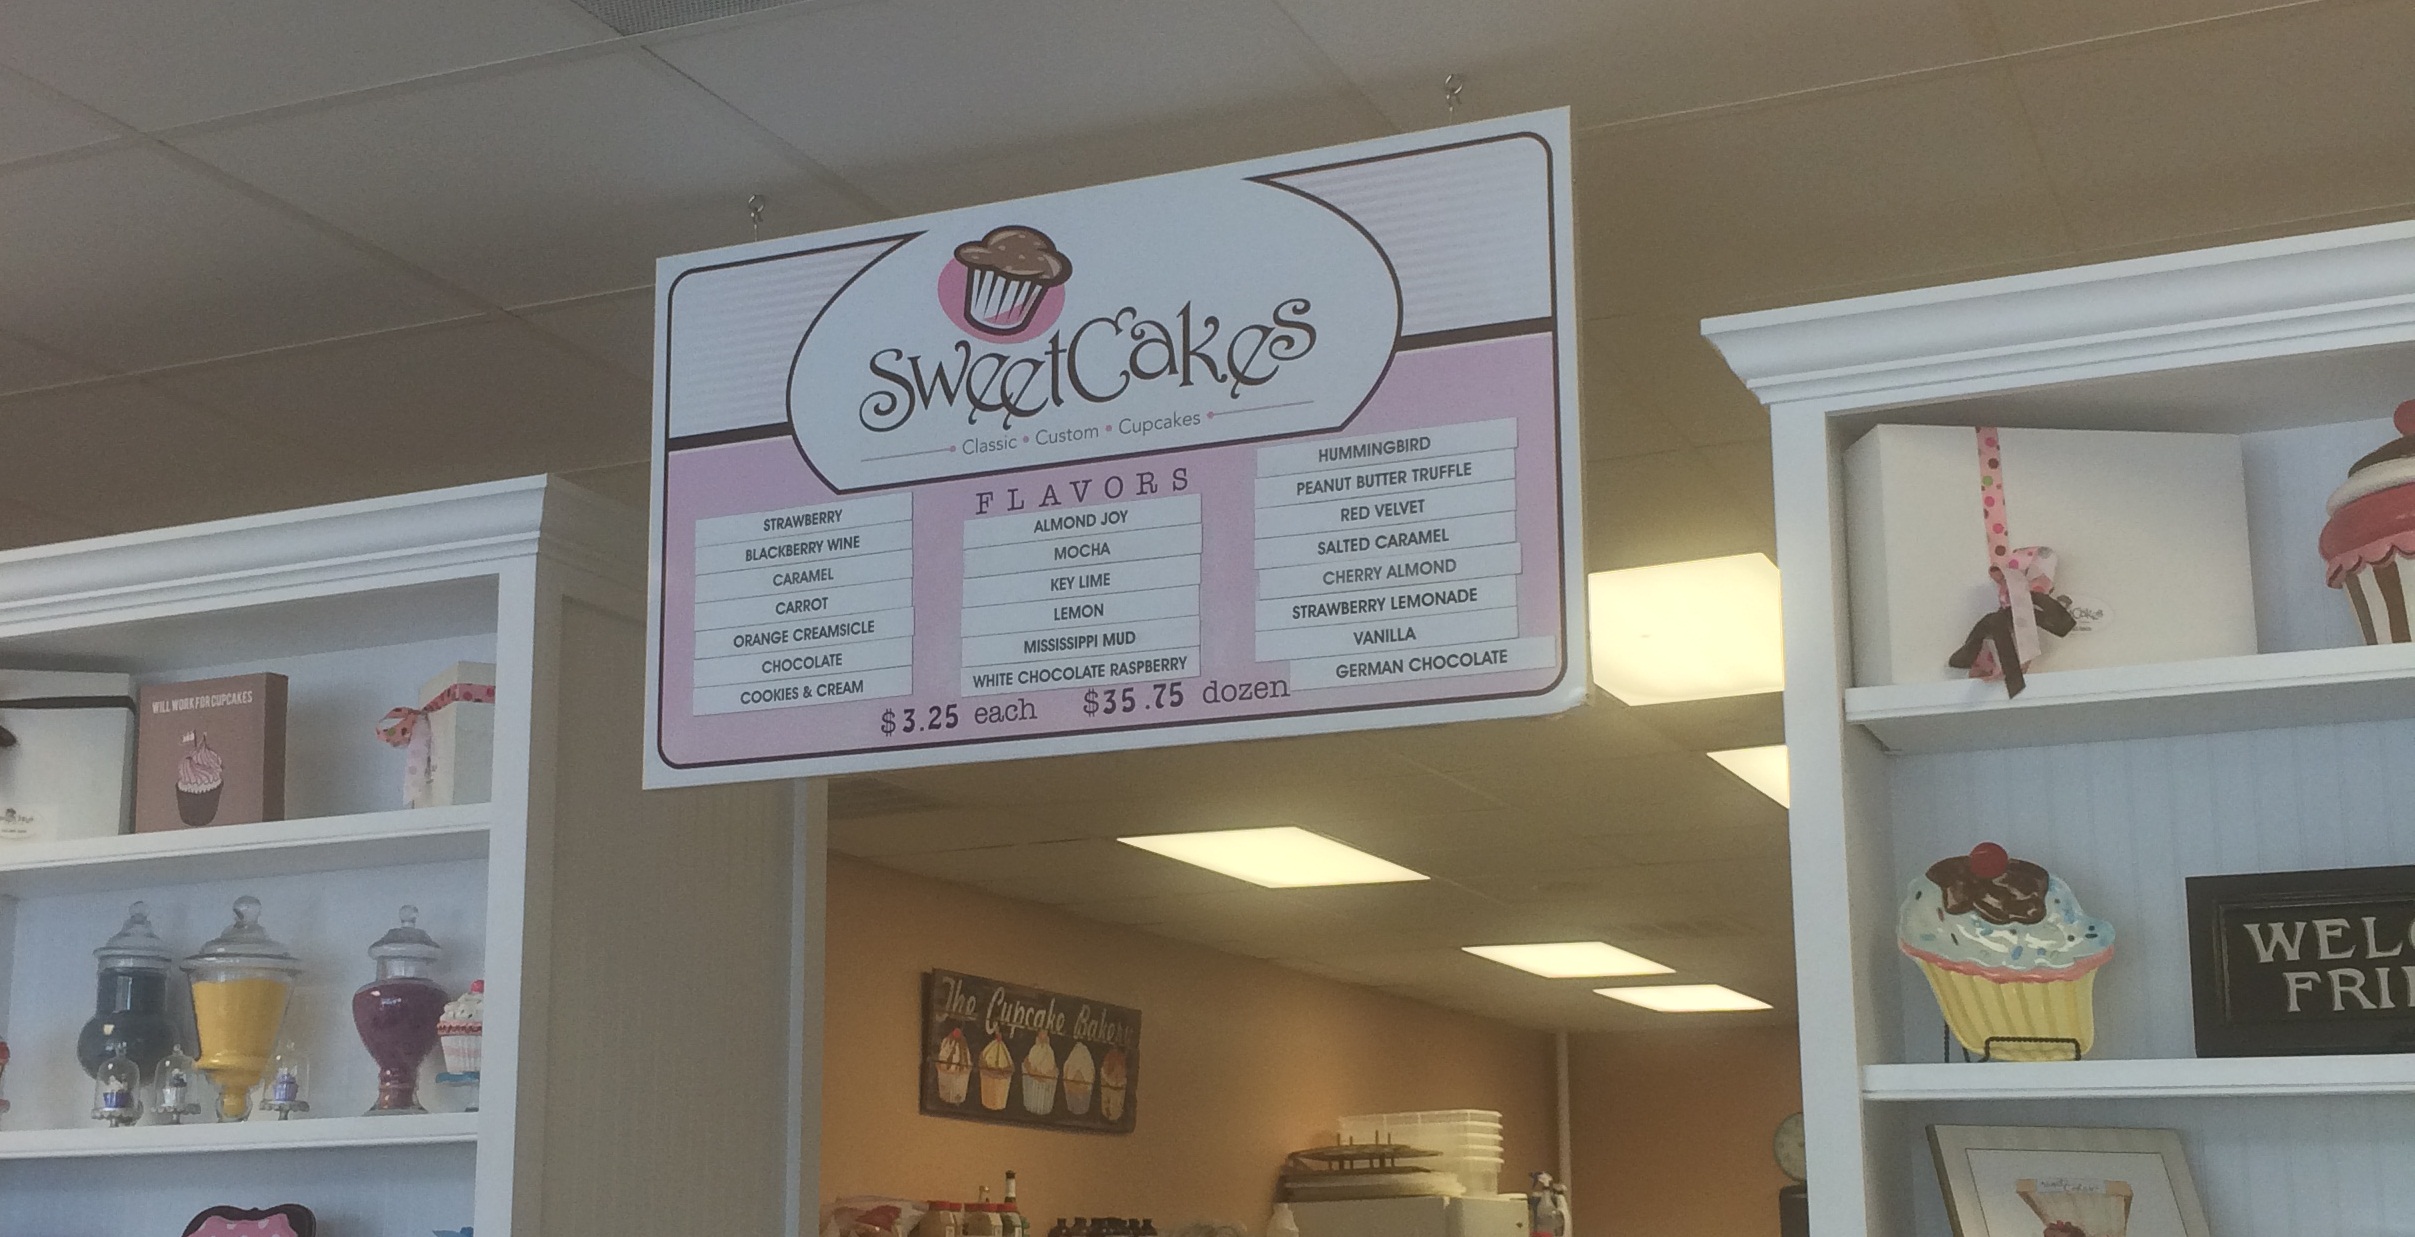 SweetCakes
Classic • Custom • Cupcakes
FLAVORS
STRAWBERRY
BLACKBERRY WINE
CARAMEL
CARROT
ORANGE CREAMSICLE
CHOCOLATE
COOKIES & CREAM
ALMOND JOY
MOCHA
KEY LIME
LEMON
MISSISSIPPI MUD
WHITE CHOCOLATE RASPBERRY
HUMMINGBIRD
PEANUT BUTTER TRUFFLE
RED VELVET
SALTED CARAMEL
CHERRY ALMOND
STRAWBERRY LEMONADE
VANILLA
GERMAN CHOCOLATE
$3.25 each $35.75 dozen
WILL WORK FOR CUPCAKES
The Cupcake Bakery
WEL
FRI